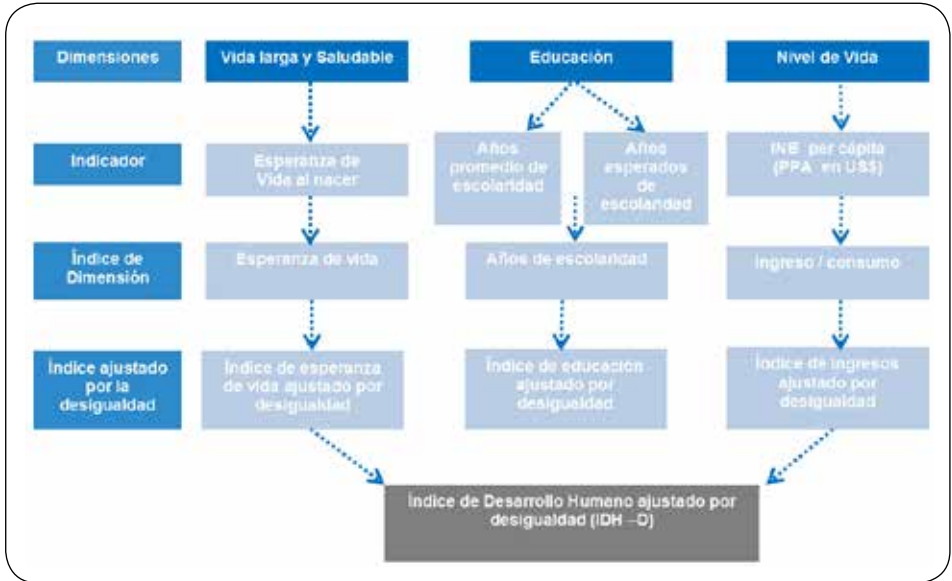 Dimensiones
Vida larga y Saludable
Educación
Nivel de Vida
Indicador
Esperanza de
Vida al nacer
Años
promedio de
escolaridad
Años
esperados
de
escolaridad
INB per cápita
(PPA en US$)
Índice de
Dimensión
Esperanza de vida
Años de escolaridad
Ingreso / consumo
Índice ajustado
por la
desigualdad
Índice de esperanza
de vida ajustado por
desigualdad
Índice de educación
ajustado por
desigualdad
Índice de ingresos
ajustado por
desigualdad
Índice de Desarrollo Humano ajustado por
desigualdad (IDH –D)